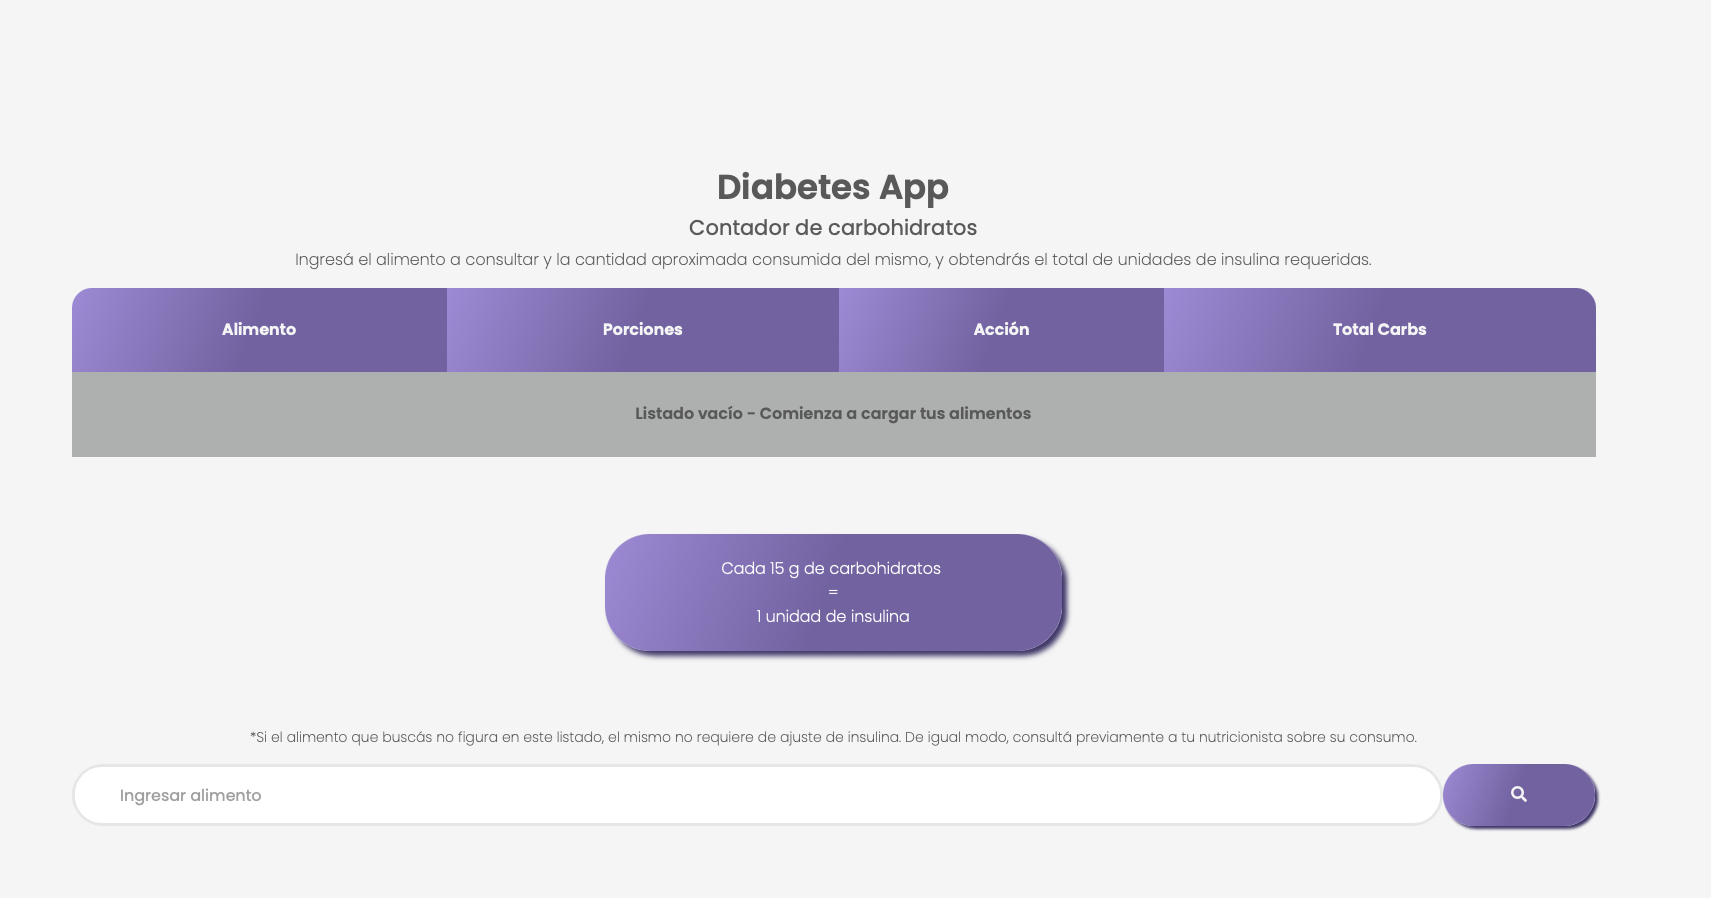 Diabetes App
Contador de carbohidratos
Ingresá el alimento a consultar y la cantidad aproximada consumida del mismo, y obtendrás el total de unidades de insulina requeridas.
Alimento Porciones Acción Total Carbs
Listado vacío - Comienza a cargar tus alimentos
Cada 15 g de carbohidratos
=
1 unidad de insulina
*Si el alimento que buscás no figura en este listado, el mismo no requiere de ajuste de insulina. De igual modo, consultá previamente a tu nutricionista sobre su consumo.
Ingresar alimento